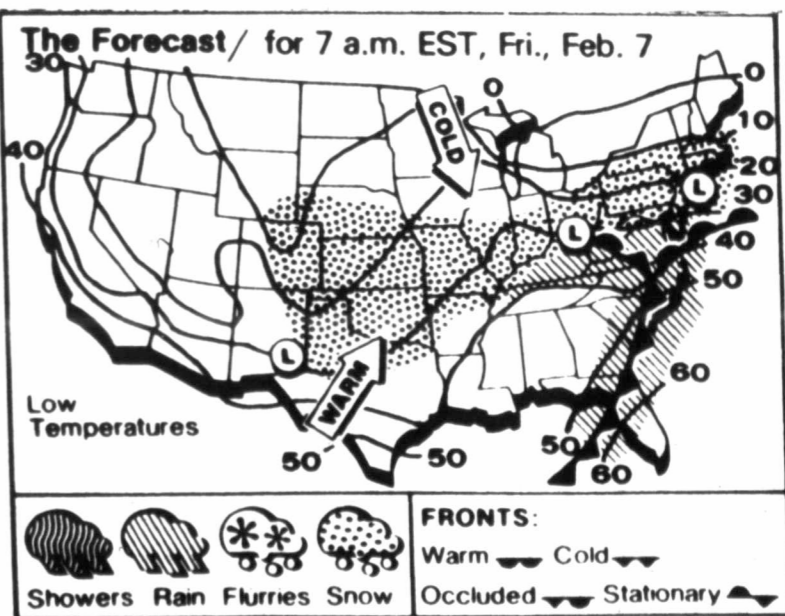 The Forecast / for 7 a.m. EST, Fri., Feb. 7
30
0
0
COLD
10
40
20
L
30
L
40
50
L
60
WARM
Low
Temperatures
50
50
50
60
FRONTS:
Warm Cold
Showers Rain Flurries Snow
Occluded Stationary